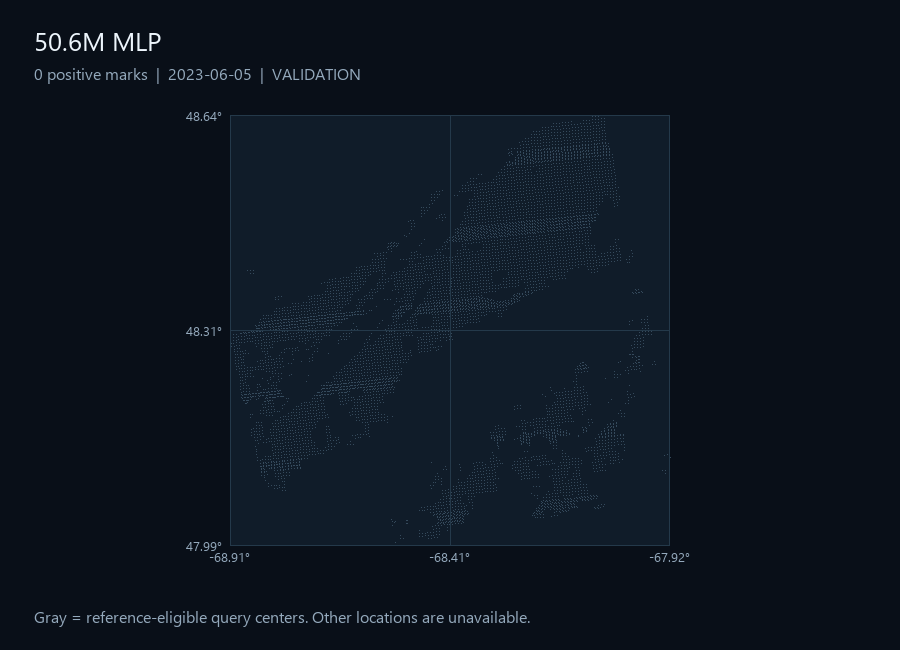 50.6M MLP
0 positive marks | 2023-06-05 | VALIDATION
48.64°
48.31°
47.99°
-68.91°
-68.41°
-67.92°
Gray = reference-eligible query centers. Other locations are unavailable.